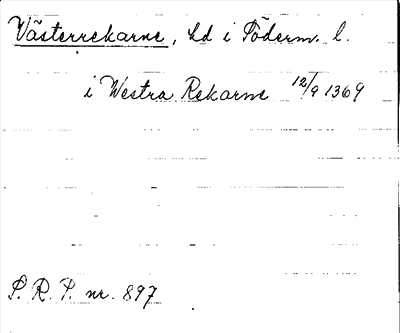 Västerrekarne, hd i Söderm. l.
i Westra Rekarne 12/9 1369
S. R. P. nr. 897